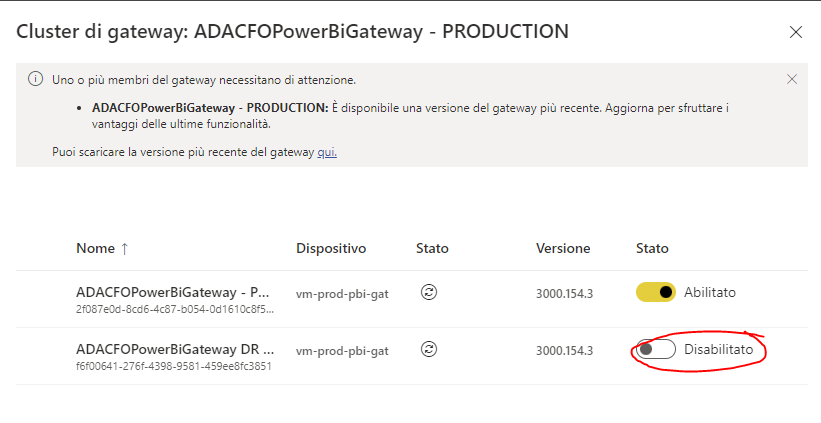 Cluster di gateway: ADACFOPowerBiGateway - PRODUCTION
Uno o più membri del gateway necessitano di attenzione.
• ADACFOPowerBiGateway - PRODUCTION: È disponibile una versione del gateway più recente. Aggiorna per sfruttare i
vantaggi delle ultime funzionalità.
Puoi scaricare la versione più recente del gateway qui.
Nome ↑ Dispositivo Stato Versione Stato
ADACFOPowerBiGateway - P... vm-prod-pbi-gat 3000.154.3 Abilitato
2f087e0d-8cd6-4c87-b054-0d1610c8f5...
ADACFOPowerBiGateway DR ... vm-prod-pbi-gat 3000.154.3 Disabilitato
f6f00641-276f-4398-9581-459ee8fc3851